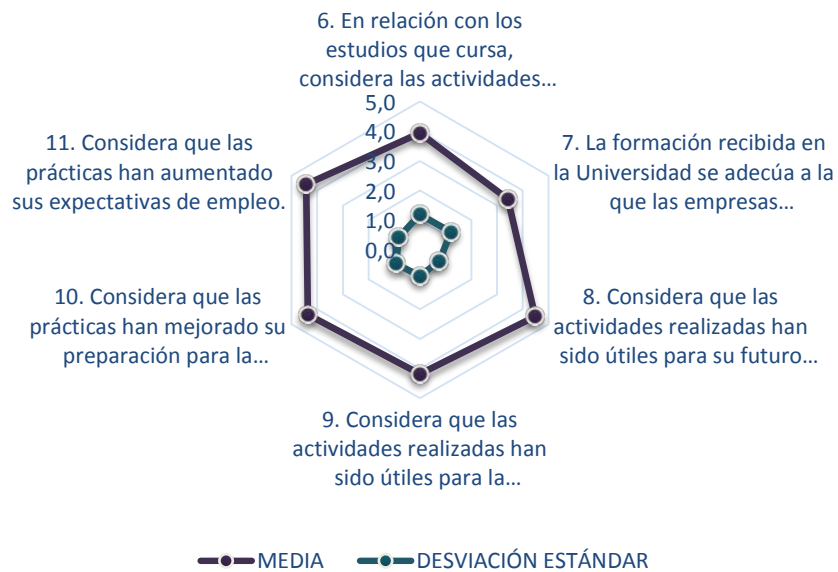 6. En relación con los
estudios que cursa,
considera las actividades…
5,0
4,0
3,0
2,0
1,0
0,0
7. La formación recibida en
la Universidad se adecúa a la
que las empresas…
8. Considera que las
actividades realizadas han
sido útiles para su futuro…
9. Considera que las
actividades realizadas han
sido útiles para la…
10. Considera que las
prácticas han mejorado su
preparación para la…
11. Considera que las
prácticas han aumentado
sus expectativas de empleo.
MEDIA
DESVIACIÓN ESTÁNDAR